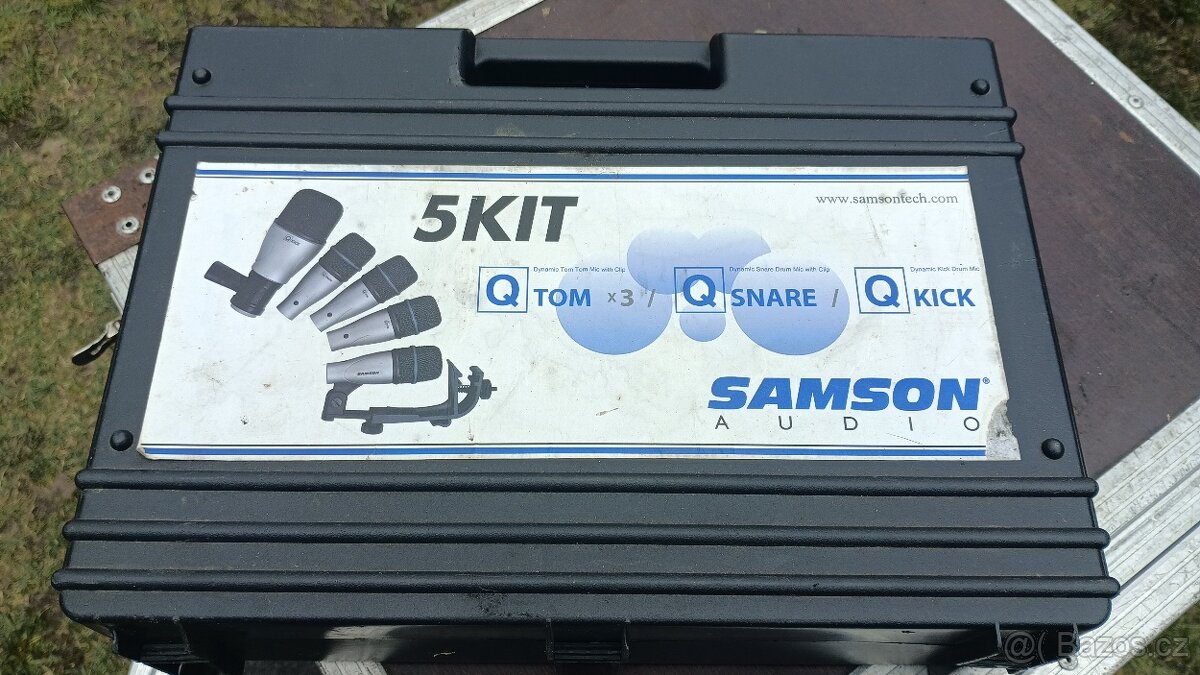 5KIT
www.samsontech.com
Dynamic Tom Tom Mic with Clip
Dynamic Snare Drum Mic with Clip
Dynamic Kick Drum Mic
Q TOM x3 / Q SNARE / Q KICK
SAMSON®
AUDIO
SAMSON
@ Bazos.cz